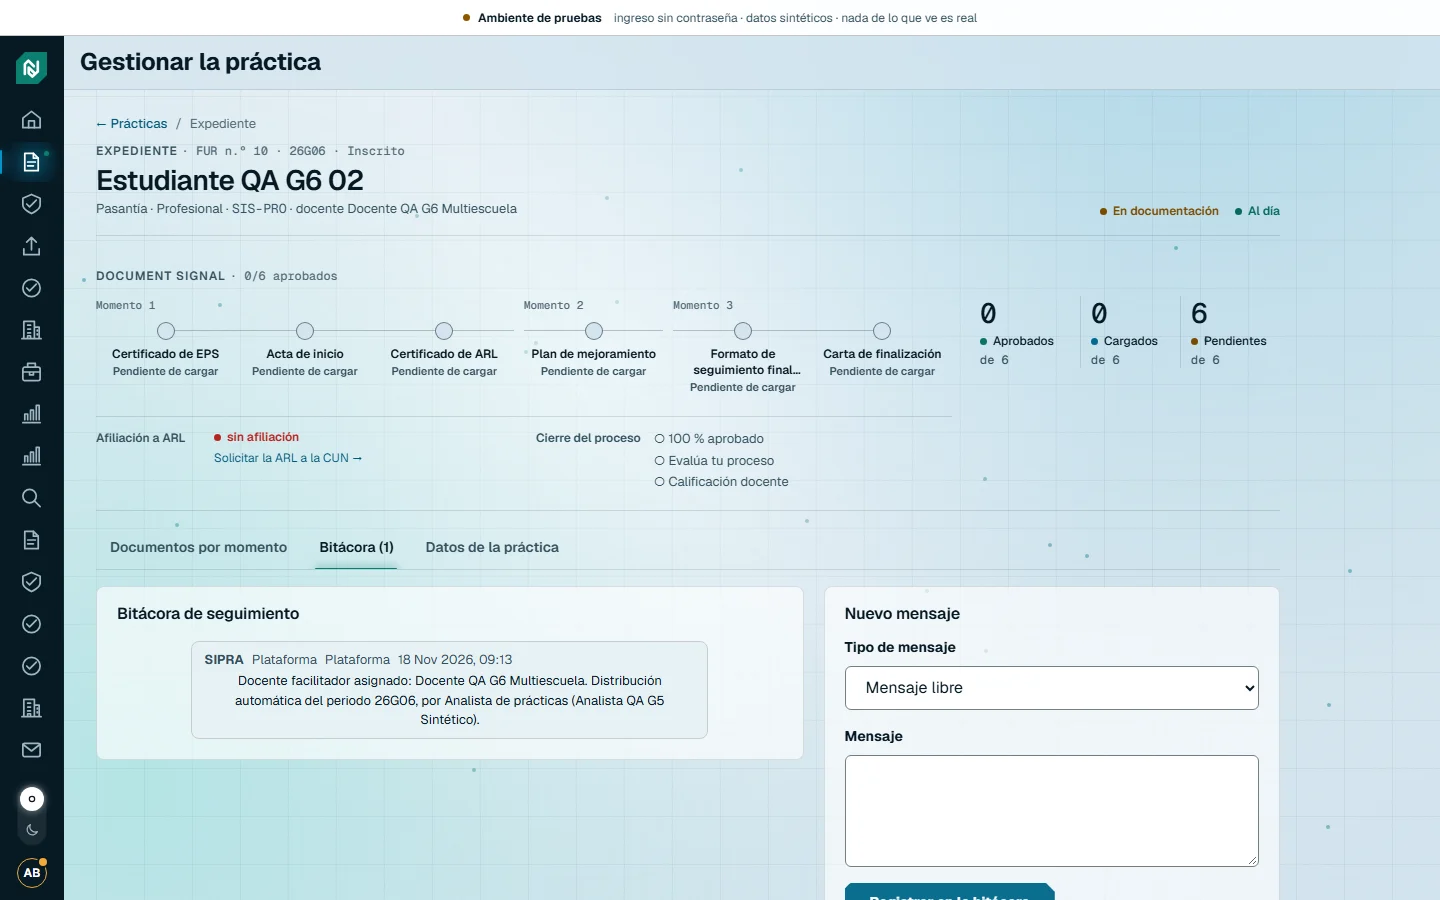 Ambiente de pruebas ingreso sin contraseña · datos sintéticos · nada de lo que ve es real
Gestionar la práctica
← Prácticas / Expediente
EXPEDIENTE · FUR n.º 10 · 26G06 · Inscrito
Estudiante QA G6 02
Pasantía · Profesional · SIS-PRO · docente Docente QA G6 Multiescuela
En documentación Al día
DOCUMENT SIGNAL · 0/6 aprobados
Momento 1 Momento 2 Momento 3
Certificado de EPS
Pendiente de cargar
Acta de inicio
Pendiente de cargar
Certificado de ARL
Pendiente de cargar
Plan de mejoramiento
Pendiente de cargar
Formato de
seguimiento final...
Pendiente de cargar
Carta de finalización
Pendiente de cargar
0
Aprobados
de 6
0
Cargados
de 6
6
Pendientes
de 6
Afiliación a ARL
sin afiliación
Solicitar la ARL a la CUN →
Cierre del proceso
100 % aprobado
Evalúa tu proceso
Calificación docente
Documentos por momento Bitácora (1) Datos de la práctica
Bitácora de seguimiento
SIPRA Plataforma Plataforma 18 Nov 2026, 09:13
Docente facilitador asignado: Docente QA G6 Multiescuela. Distribución
automática del periodo 26G06, por Analista de prácticas (Analista QA G5
Sintético).
Nuevo mensaje
Tipo de mensaje
Mensaje libre
Mensaje
Registrar en la bitácora
AB